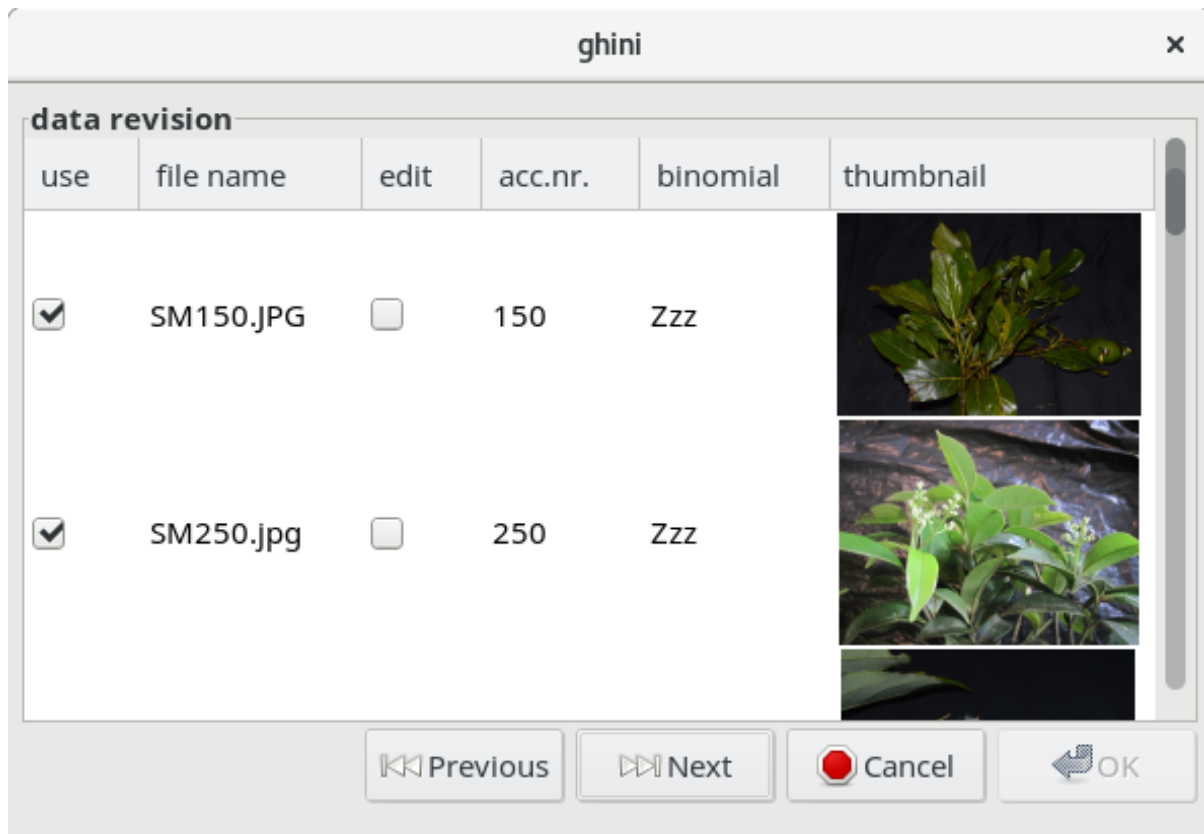 ghini
data revision
use file name edit acc.nr. binomial thumbnail
SM150.JPG 150 Zzz
SM250.jpg 250 Zzz
Previous Next Cancel OK